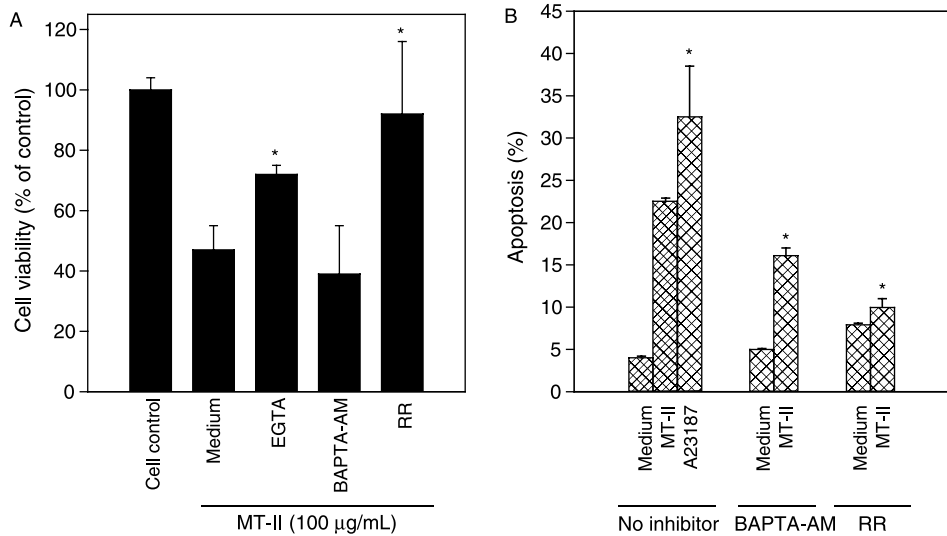 A
Cell viability (% of control)
120
100
80
60
40
20
0
*
*
Cell control
Medium
EGTA
BAPTA-AM
RR
MT-II (100 μg/mL)
B
Apoptosis (%)
45
40
35
30
25
20
15
10
5
0
*
*
*
Medium
MT-II
A23187
Medium
MT-II
Medium
MT-II
No inhibitor
BAPTA-AM
RR